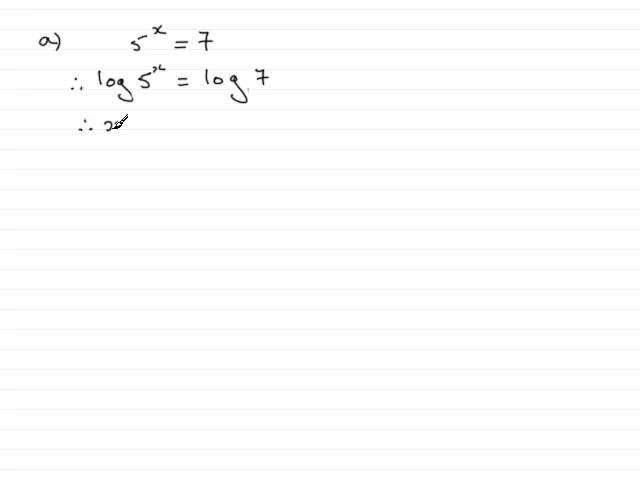 a) 5^x = 7
∴ log 5^x = log 7
∴ x